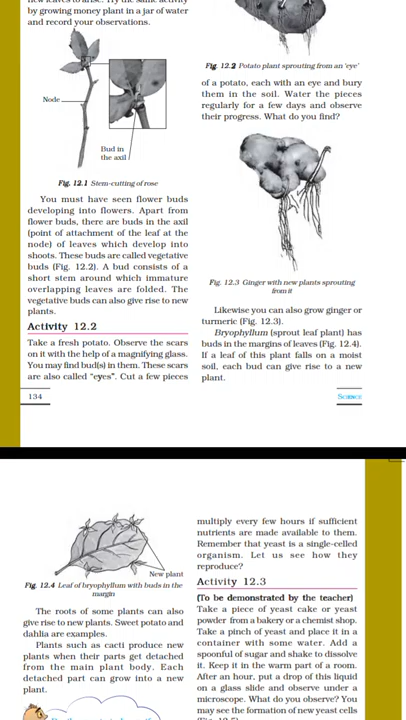 by growing money plant in a jar of water
and record your observations.
Node
Bud in
the axil
Fig. 12.1 Stem-cutting of rose
You must have seen flower buds
developing into flowers. Apart from
flower buds, there are buds in the axil
(point of attachment of the leaf at the
node) of leaves which develop into
shoots. These buds are called vegetative
buds (Fig. 12.2). A bud consists of a
short stem around which immature
overlapping leaves are folded. The
vegetative buds can also give rise to new
plants.
Activity 12.2
Take a fresh potato. Observe the scars
on it with the help of a magnifying glass.
You may find bud(s) in them. These scars
are also called "eyes". Cut a few pieces
Fig. 12.2 Potato plant sprouting from an 'eye'
of a potato, each with an eye and bury
them in the soil. Water the pieces
regularly for a few days and observe
their progress. What do you find?
Fig. 12.3 Ginger with new plants sprouting
from it
Likewise you can also grow ginger or
turmeric (Fig. 12.3).
Bryophyllum (sprout leaf plant) has
buds in the margins of leaves (Fig. 12.4).
If a leaf of this plant falls on a moist
soil, each bud can give rise to a new
plant.
134
Science
New plant
Fig. 12.4 Leaf of bryophyllum with buds in the
margin
The roots of some plants can also
give rise to new plants. Sweet potato and
dahlia are examples.
Plants such as cacti produce new
plants when their parts get detached
from the main plant body. Each
detached part can grow into a new
plant.
multiply every few hours if sufficient
nutrients are made available to them.
Remember that yeast is a single-celled
organism. Let us see how they
reproduce?
Activity 12.3
(To be demonstrated by the teacher)
Take a piece of yeast cake or yeast
powder from a bakery or a chemist shop.
Take a pinch of yeast and place it in a
container with some water. Add a
spoonful of sugar and shake to dissolve
it. Keep it in the warm part of a room.
After an hour, put a drop of this liquid
on a glass slide and observe under a
microscope. What do you observe? You
may see the formation of new yeast cells